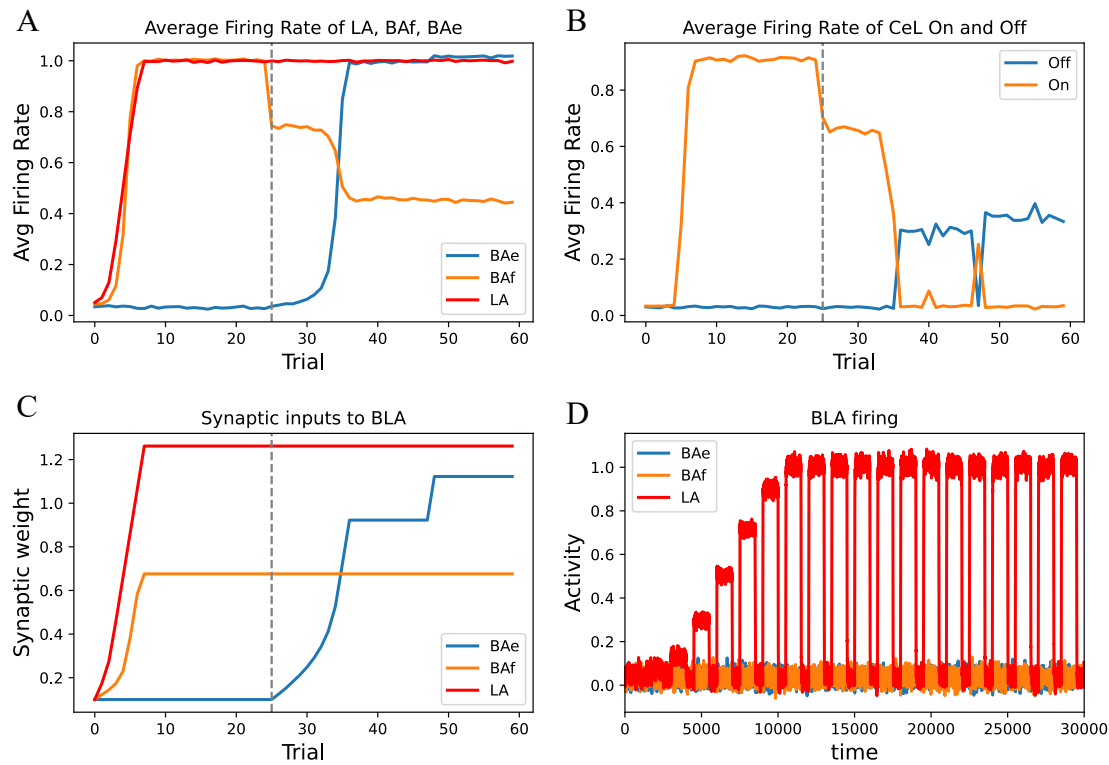 A
Average Firing Rate of LA, BAf, BAe
Avg Firing Rate
1.0
0.8
0.6
0.4
0.2
0.0
BAe
BAf
LA
0 10 20 30 40 50 60
Trial
B
Average Firing Rate of CeL On and Off
Avg Firing Rate
0.8
0.6
0.4
0.2
0.0
Off
On
0 10 20 30 40 50 60
Trial
C
Synaptic inputs to BLA
Synaptic weight
1.2
1.0
0.8
0.6
0.4
0.2
BAe
BAf
LA
0 10 20 30 40 50 60
Trial
D
BLA firing
Activity
1.0
0.8
0.6
0.4
0.2
0.0
BAe
BAf
LA
0 5000 10000 15000 20000 25000 30000
time